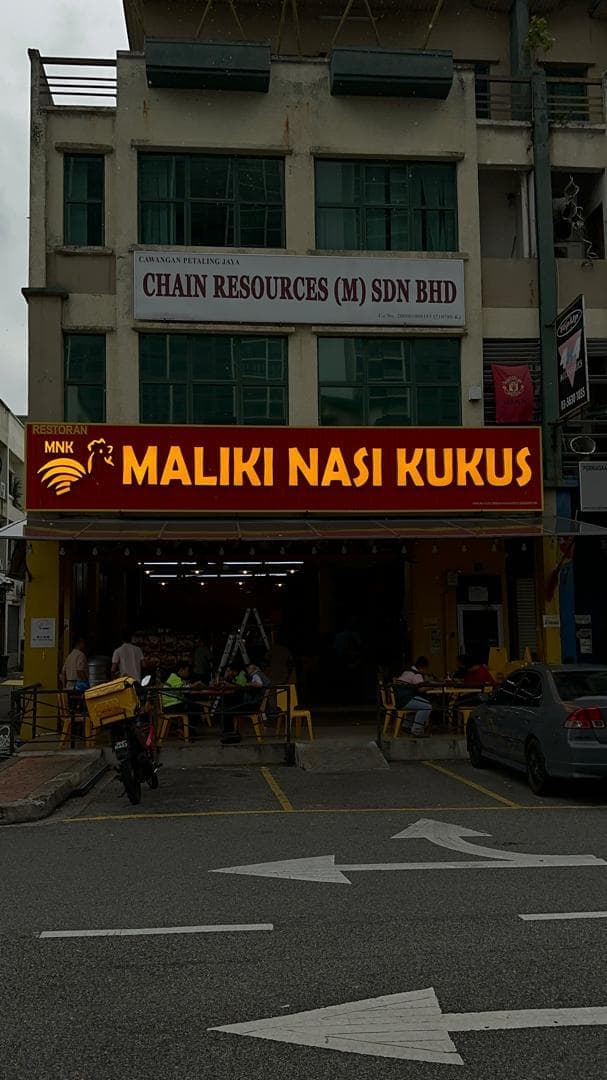 CAWANGAN PETALING JAYA
CHAIN RESOURCES (M) SDN BHD
RESTORAN
MNK
MALIKI NASI KUKUS